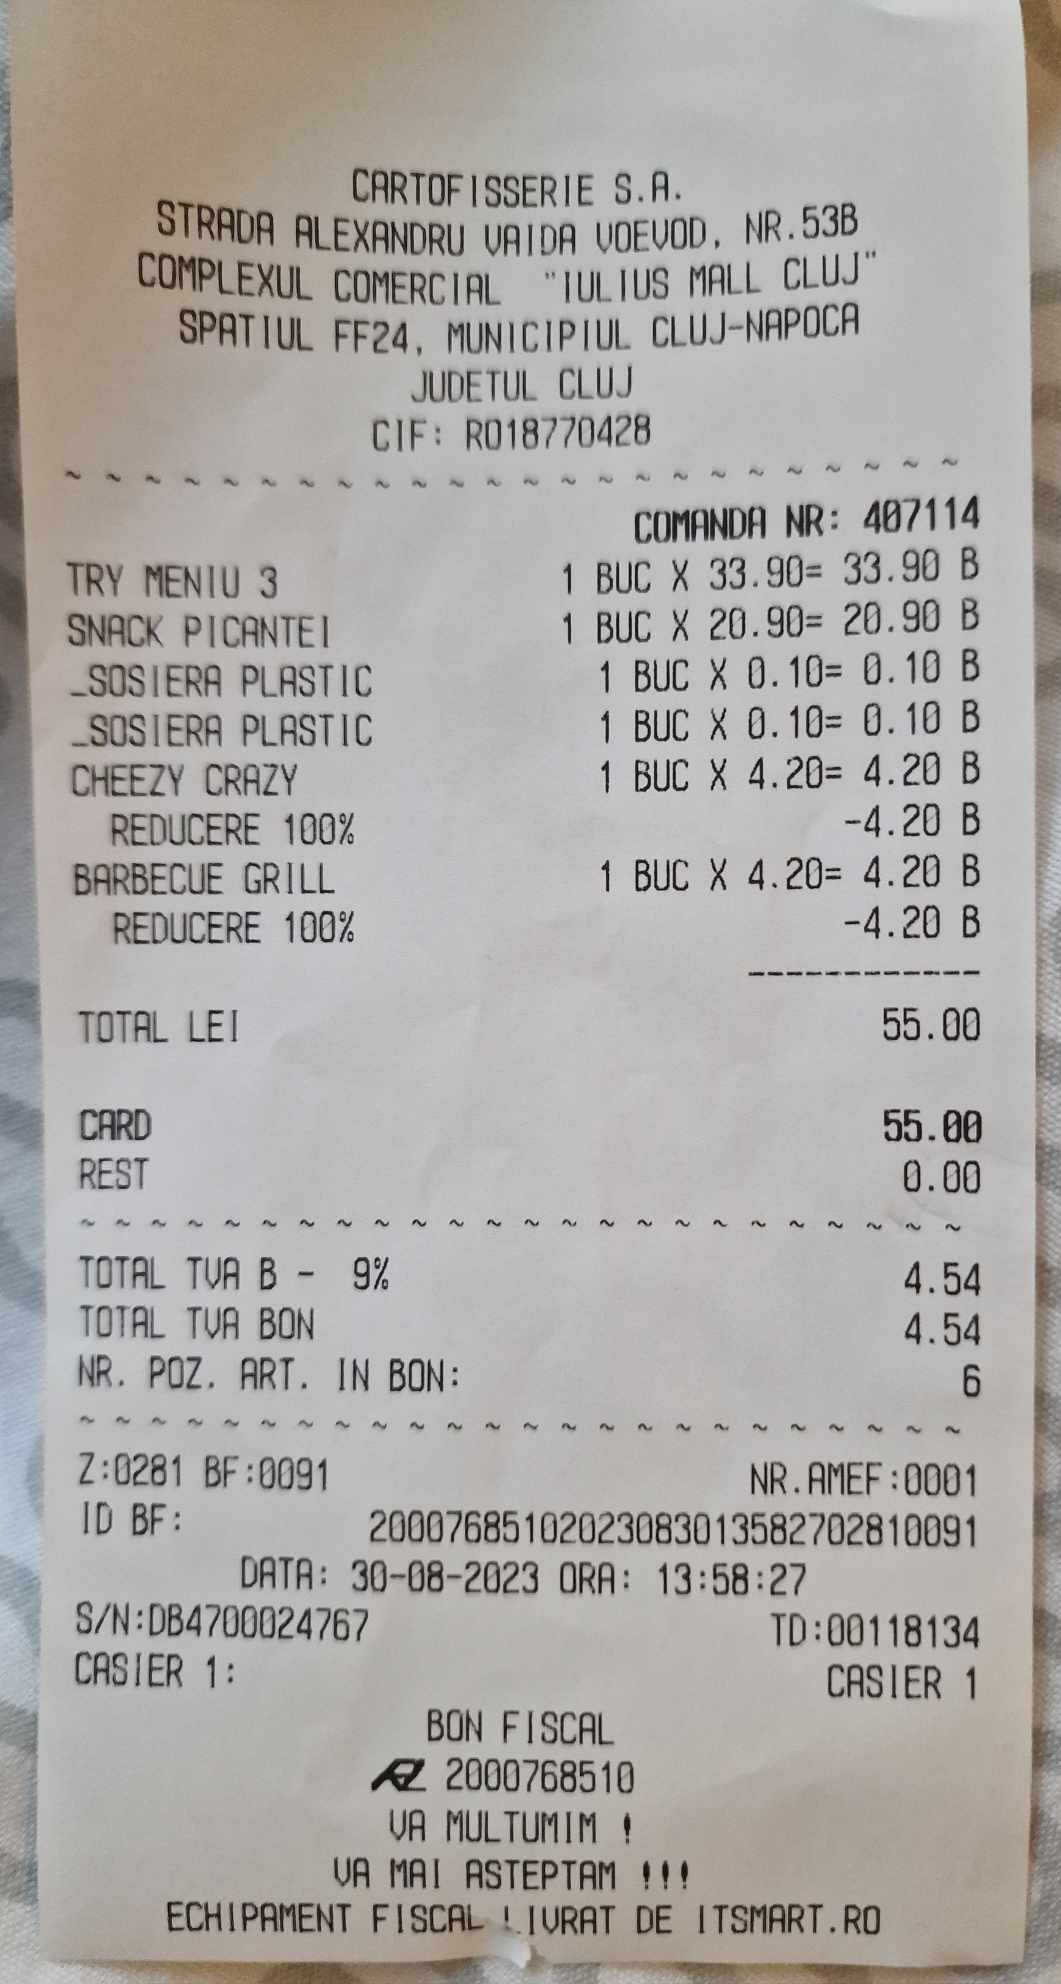 CARTOFISSERIE S.A.
STRADA ALEXANDRU VAIDA VOEVOD, NR.53B
COMPLEXUL COMERCIAL "IULIUS MALL CLUJ"
SPATIUL FF24, MUNICIPIUL CLUJ-NAPOCA
JUDETUL CLUJ
CIF: RO18770428
~ ~ ~ ~ ~ ~ ~ ~ ~ ~ ~ ~ ~ ~ ~ ~ ~ ~ ~ ~ ~ ~ ~ ~
COMANDA NR: 407114
TRY MENIU 3 1 BUC X 33.90= 33.90 B
SNACK PICANTEI 1 BUC X 20.90= 20.90 B
_SOSIERA PLASTIC 1 BUC X 0.10= 0.10 B
_SOSIERA PLASTIC 1 BUC X 0.10= 0.10 B
CHEEZY CRAZY 1 BUC X 4.20= 4.20 B
REDUCERE 100% -4.20 B
BARBECUE GRILL 1 BUC X 4.20= 4.20 B
REDUCERE 100% -4.20 B
------------
TOTAL LEI 55.00
CARD 55.00
REST 0.00
~ ~ ~ ~ ~ ~ ~ ~ ~ ~ ~ ~ ~ ~ ~ ~ ~ ~ ~ ~ ~ ~ ~ ~
TOTAL TVA B - 9% 4.54
TOTAL TVA BON 4.54
NR. POZ. ART. IN BON: 6
~ ~ ~ ~ ~ ~ ~ ~ ~ ~ ~ ~ ~ ~ ~ ~ ~ ~ ~ ~ ~ ~ ~ ~
Z:0281 BF:0091 NR.AMEF:0001
ID BF: 20007685102023083013582702810091
DATA: 30-08-2023 ORA: 13:58:27
S/N:DB4700024767 TD:00118134
CASIER 1: CASIER 1
BON FISCAL
2000768510
VA MULTUMIM !
VA MAI ASTEPTAM !!!
ECHIPAMENT FISCAL LIVRAT DE ITSMART.RO